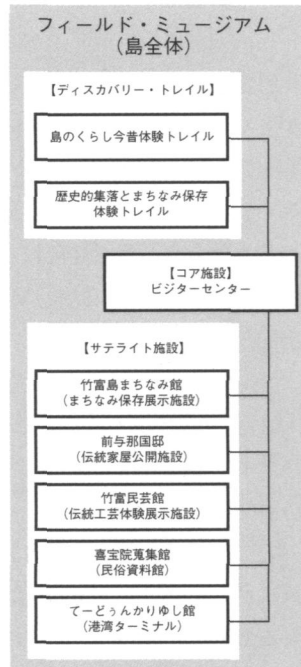 フィールド・ミュージアム
（島全体）
【ディスカバリー・トレイル】
島のくらし今昔体験トレイル
歴史的集落とまちなみ保存
体験トレイル
【コア施設】
ビジターセンター
【サテライト施設】
竹富島まちなみ館
（まちなみ保存展示施設）
前与那国邸
（伝統家屋公開施設）
竹富民芸館
（伝統工芸体験展示施設）
喜宝院蒐集館
（民俗資料館）
てーどぅんかりゆし館
（港湾ターミナル）